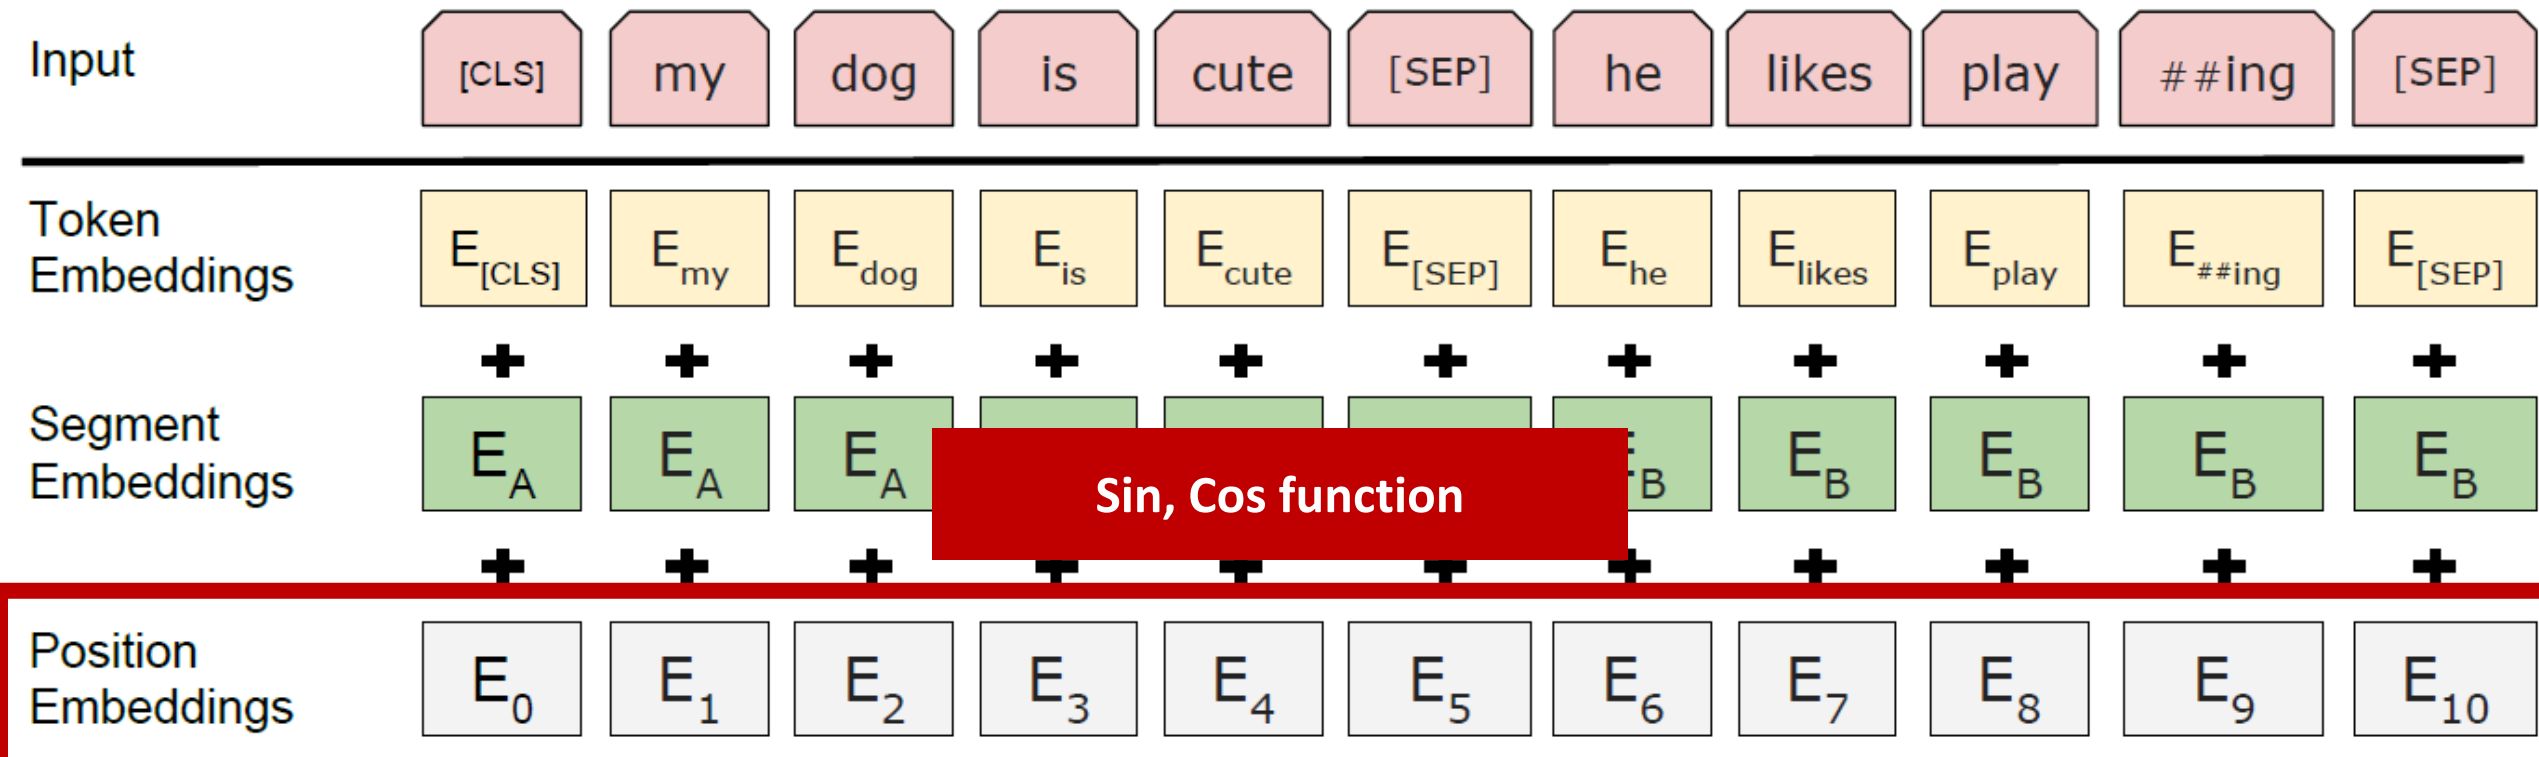 Input [CLS] my dog is cute [SEP] he likes play ##ing [SEP]
Token
Embeddings
E[CLS] Emy Edog Eis Ecute E[SEP] Ehe Elikes Eplay E##ing E[SEP]
+ + + + + + + + + + +
Segment
Embeddings
EA EA EA EB EB EB EB EB
Sin, Cos function
+ + + + + + + + + + +
Position
Embeddings
E0 E1 E2 E3 E4 E5 E6 E7 E8 E9 E10